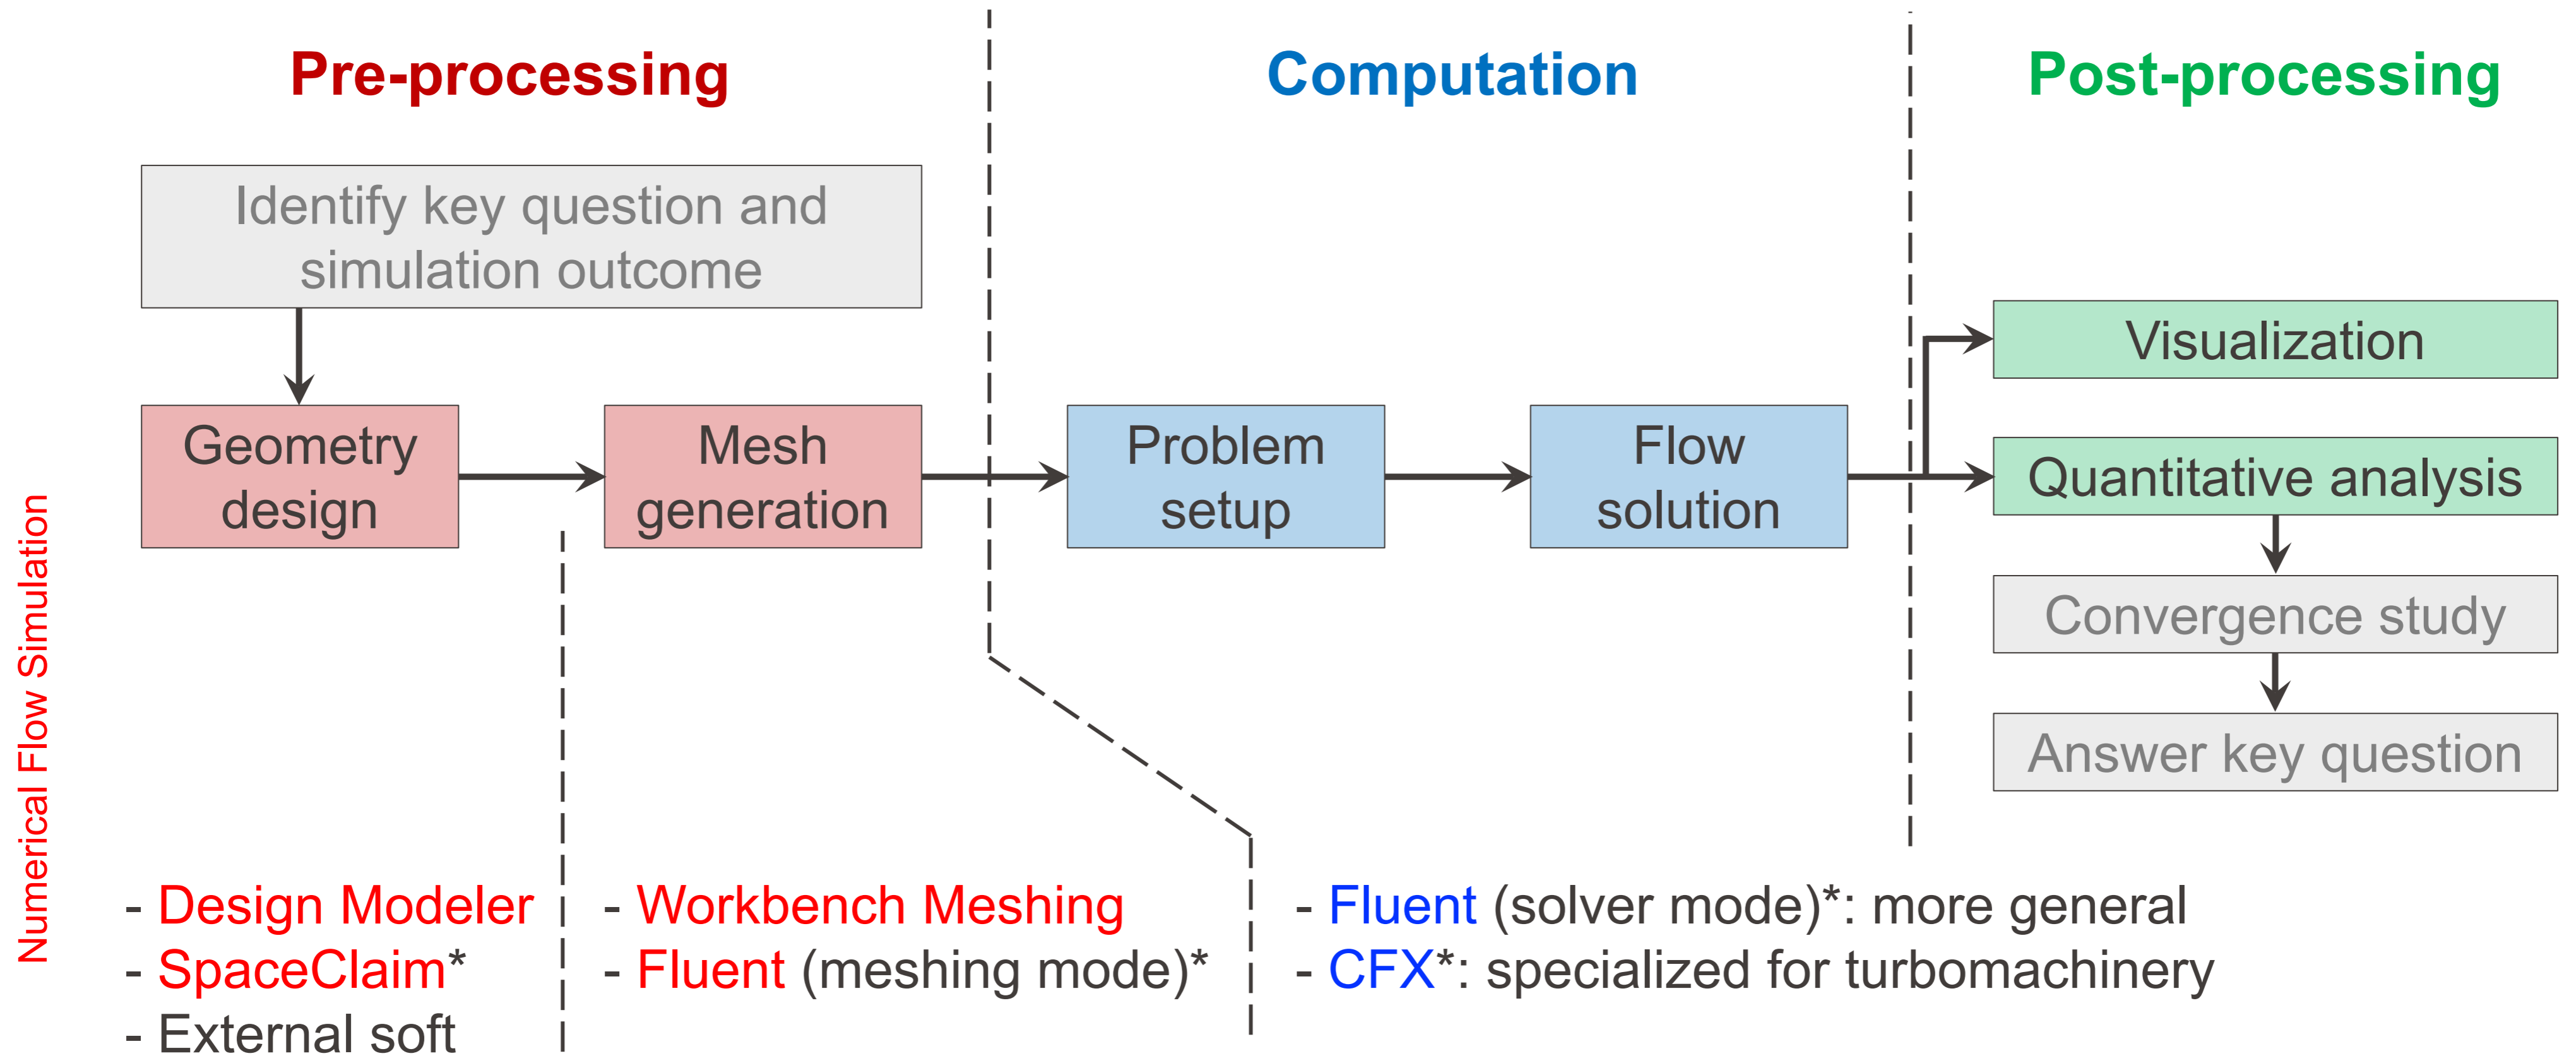 Pre-processing
Computation
Post-processing
Identify key question and
simulation outcome
Geometry
design
Mesh
generation
Problem
setup
Flow
solution
Visualization
Quantitative analysis
Convergence study
Answer key question
Numerical Flow Simulation
- Design Modeler
- SpaceClaim*
- External soft
- Workbench Meshing
- Fluent (meshing mode)*
- Fluent (solver mode)*: more general
- CFX*: specialized for turbomachinery